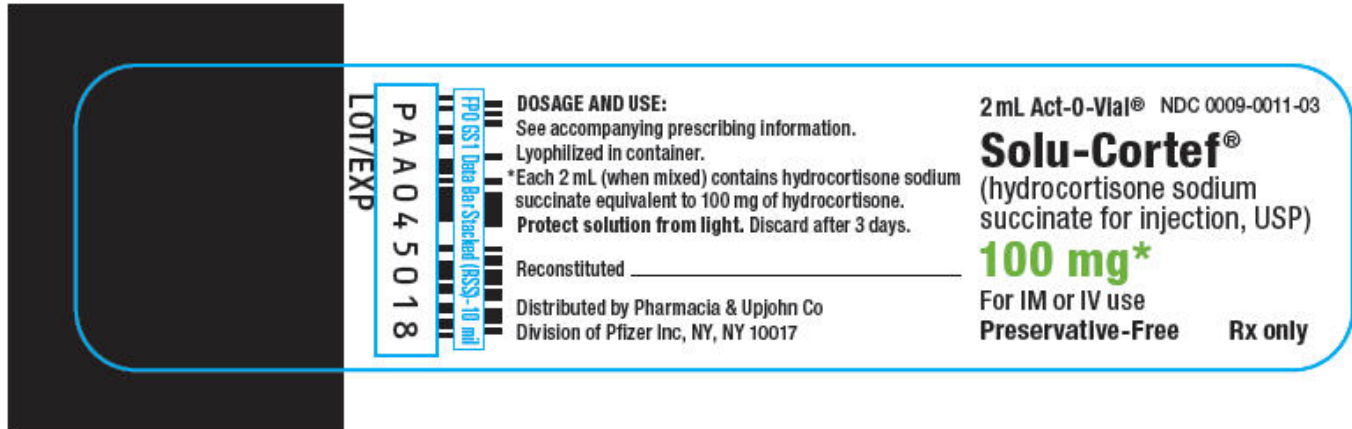 LOT/EXP
PAA045018
FPO GS1 Data Bar Stacked (RSS)-10 mil
DOSAGE AND USE:
See accompanying prescribing information.
Lyophilized in container.
*Each 2 mL (when mixed) contains hydrocortisone sodium
succinate equivalent to 100 mg of hydrocortisone.
Protect solution from light. Discard after 3 days.
Reconstituted
Distributed by Pharmacia & Upjohn Co
Division of Pfizer Inc, NY, NY 10017
2 mL Act-O-Vial® NDC 0009-0011-03
Solu-Cortef®
(hydrocortisone sodium
succinate for injection, USP)
100 mg*
For IM or IV use
Preservative-Free Rx only